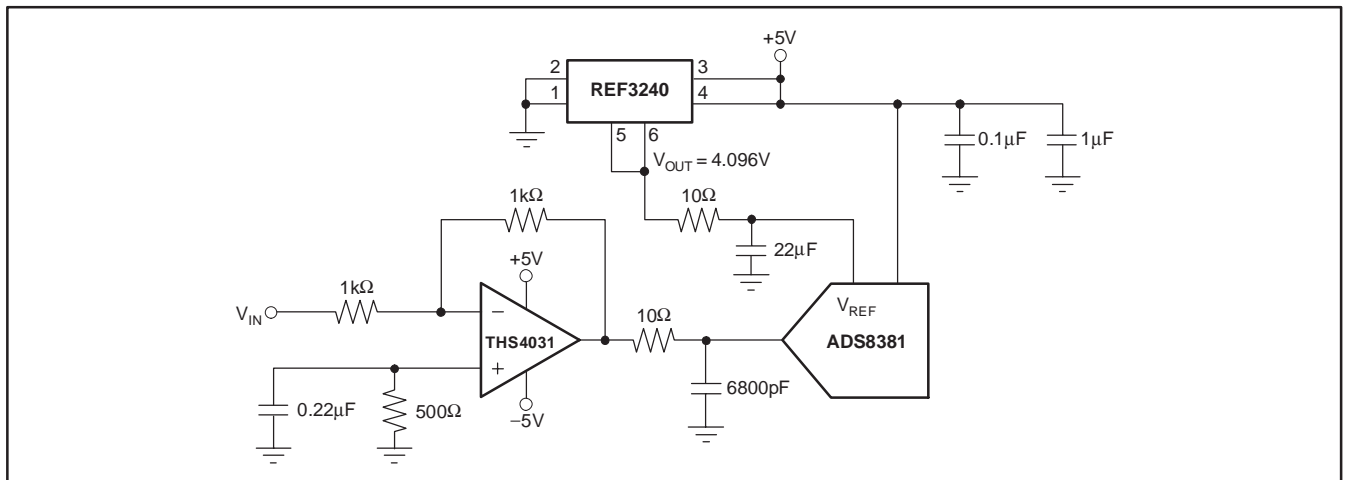 +5V
2
REF3240
3
1
4
5
6
0.1µF
1µF
V_OUT = 4.096V
1kΩ
10Ω
22µF
+5V
1kΩ
V_IN
−
THS4031
+
10Ω
V_REF
ADS8381
0.22µF
500Ω
−5V
6800pF